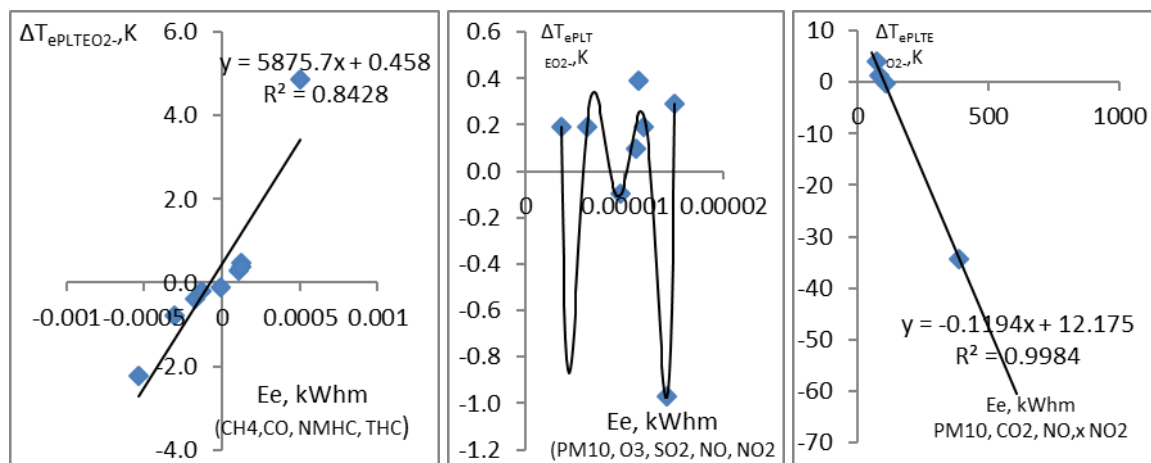 ΔTePLTEO2-,K
6.0
y = 5875.7x + 0.458
R² = 0.8428
4.0
2.0
0.0
-0.001 -0.0005 0 0.0005 0.001
-2.0
Ee, kWhm
(CH4,CO, NMHC, THC)
-4.0
ΔTePLT
EO2-,K
0.6
0.4
0.2
0.0
0 0.00001 0.00002
-0.2
-0.4
-0.6
-0.8
-1.0
Ee, kWhm
-1.2
(PM10, O3, SO2, NO, NO2
ΔTePLTE
O2-,K
10
0
0 500 1000
-10
-20
-30
-40
y = -0.1194x + 12.175
-50
R² = 0.9984
-60
Ee, kWhm
PM10, CO2, NO,x NO2
-70